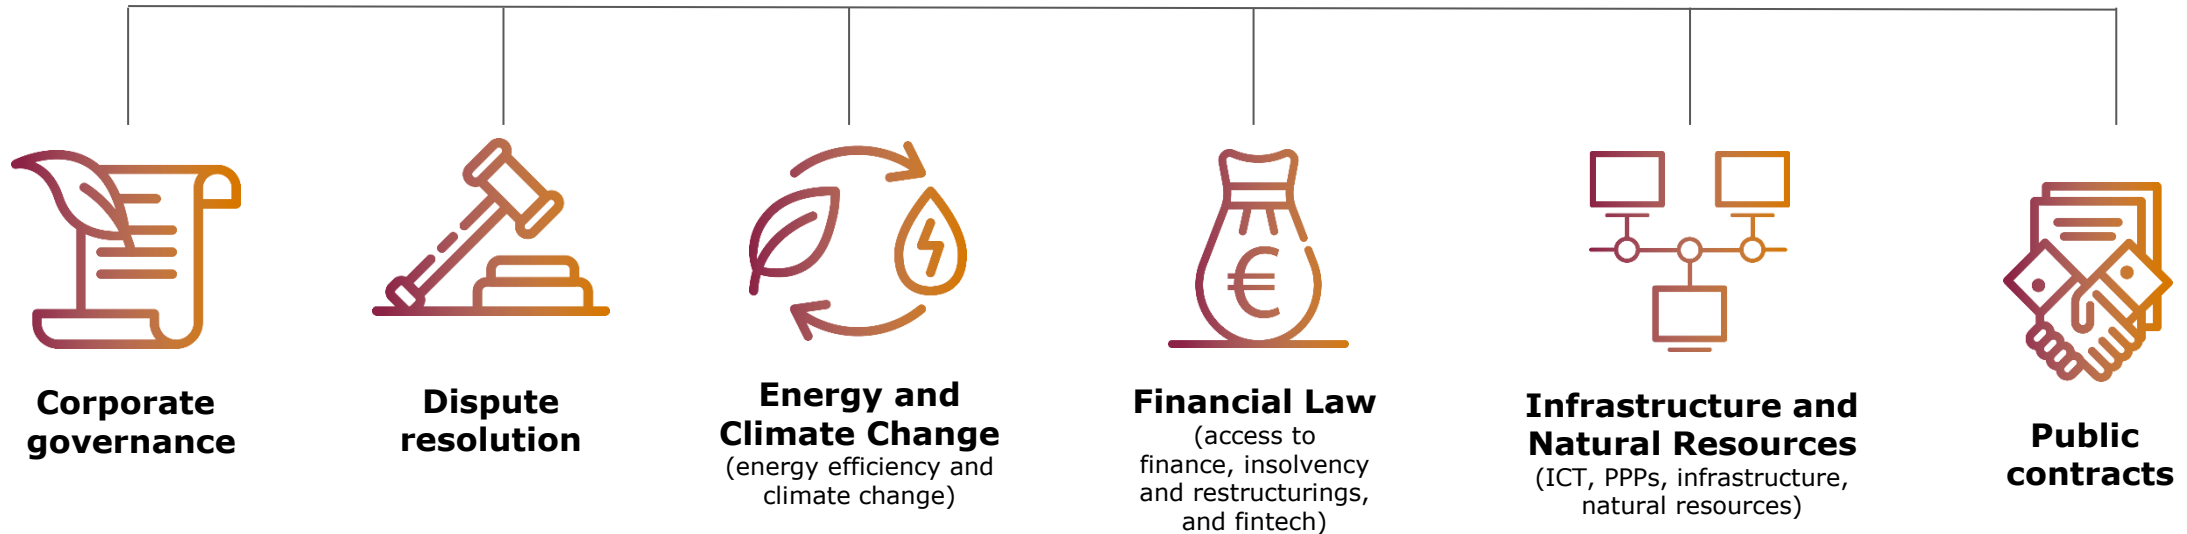 Corporate
governance
Dispute
resolution
Energy and
Climate Change
(energy efficiency and
climate change)
€
Financial Law
(access to
finance, insolvency
and restructurings,
and fintech)
Infrastructure and
Natural Resources
(ICT, PPPs, infrastructure,
natural resources)
Public
contracts